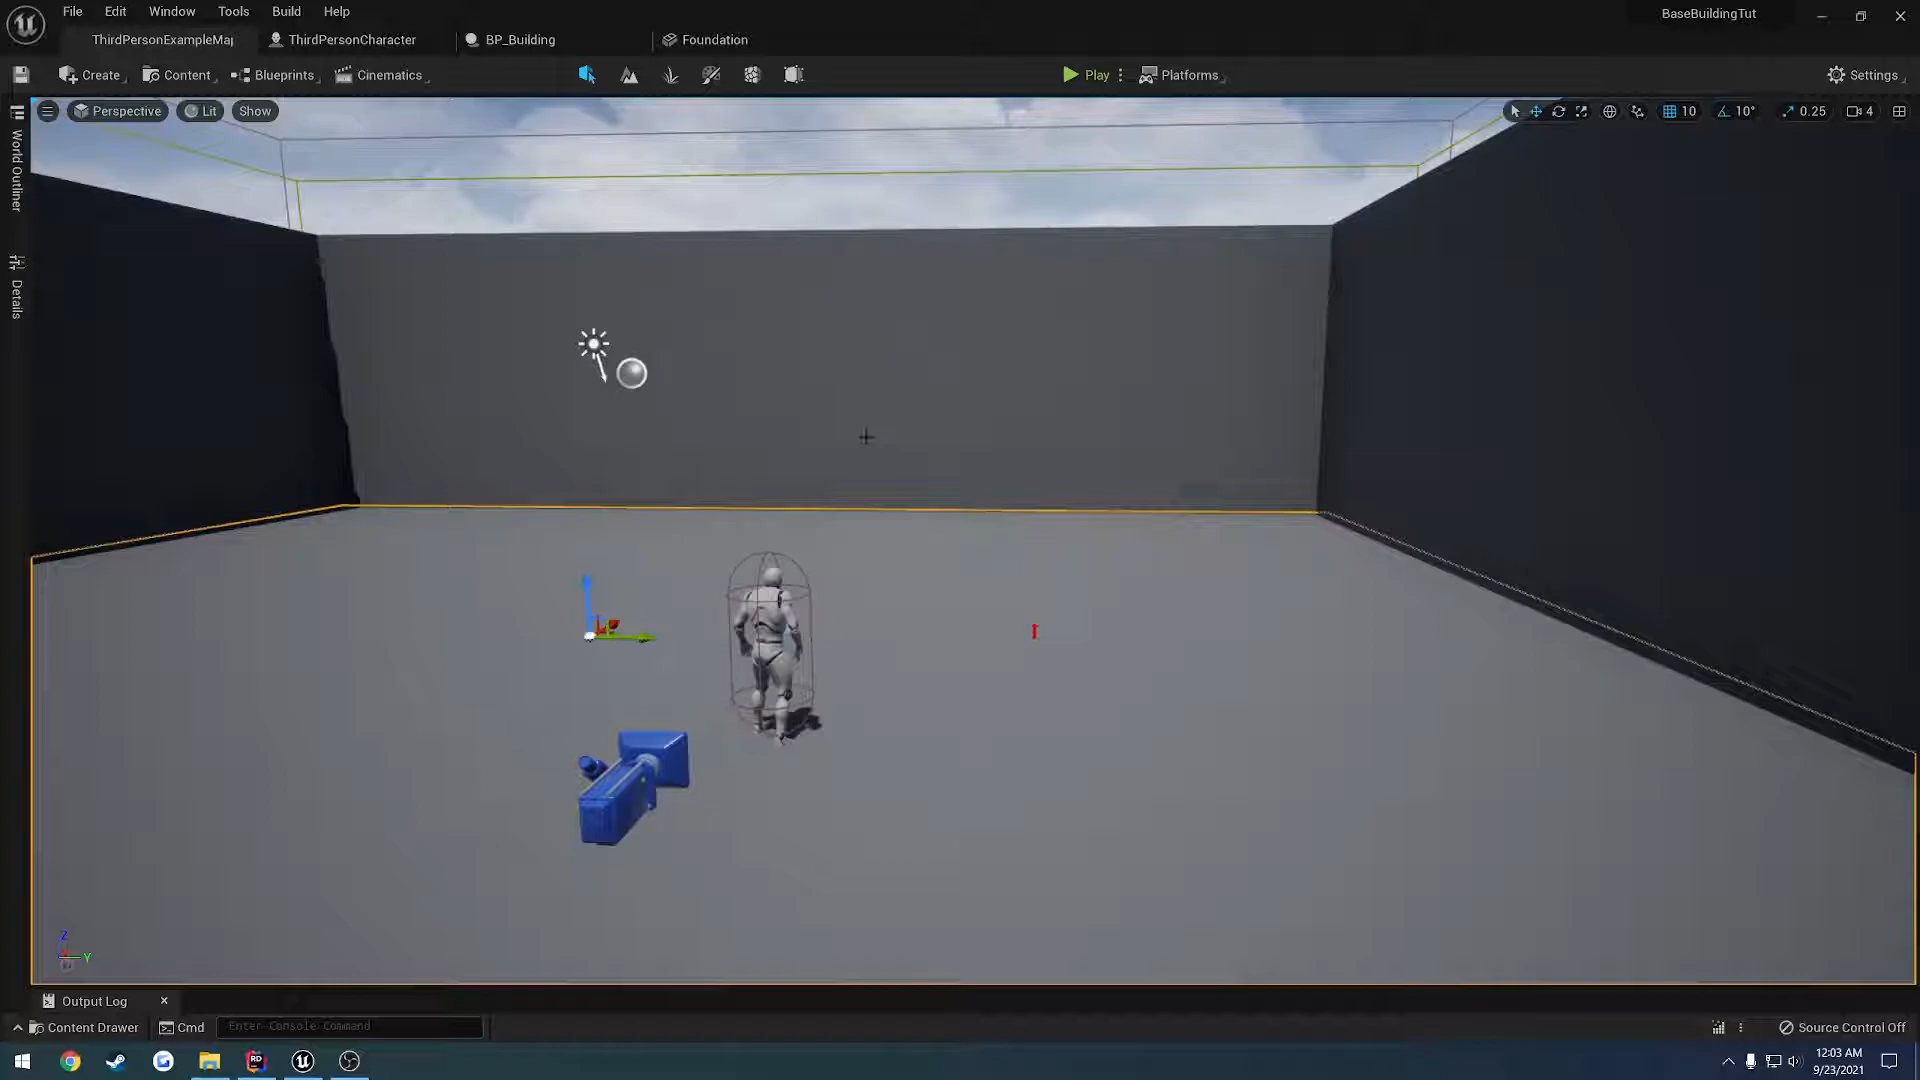 File Edit Window Tools Build Help
BaseBuildingTut
ThirdPersonExampleMap
ThirdPersonCharacter
BP_Building
Foundation
Create
Content
Blueprints
Cinematics
Play
Platforms
Settings
Perspective
Lit
Show
10
10°
0.25
4
World Outliner
Details
Z
Y
Output Log
Content Drawer
Cmd
Enter Console Command
Source Control Off
RD
12:03 AM
9/23/2021